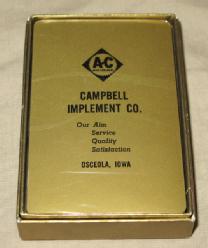 A-C
CAMPBELL
IMPLEMENT CO.
Our Aim
Service
Quality
Satisfaction
OSCEOLA, IOWA